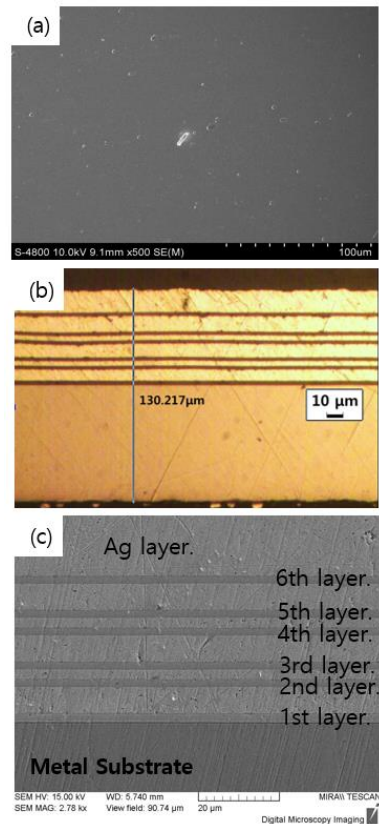 (a)
S-4800 10.0kV 9.1mm x500 SE(M)
100um
(b)
130.217µm
10 µm
(c)
Ag layer.
6th layer.
5th layer.
4th layer.
3rd layer.
2nd layer.
1st layer.
Metal Substrate
SEM HV: 15.00 kV WD: 5.740 mm MIRA\\ TESCAN
SEM MAG: 2.78 kx View field: 90.74 µm 20 µm
Digital Microscopy Imaging